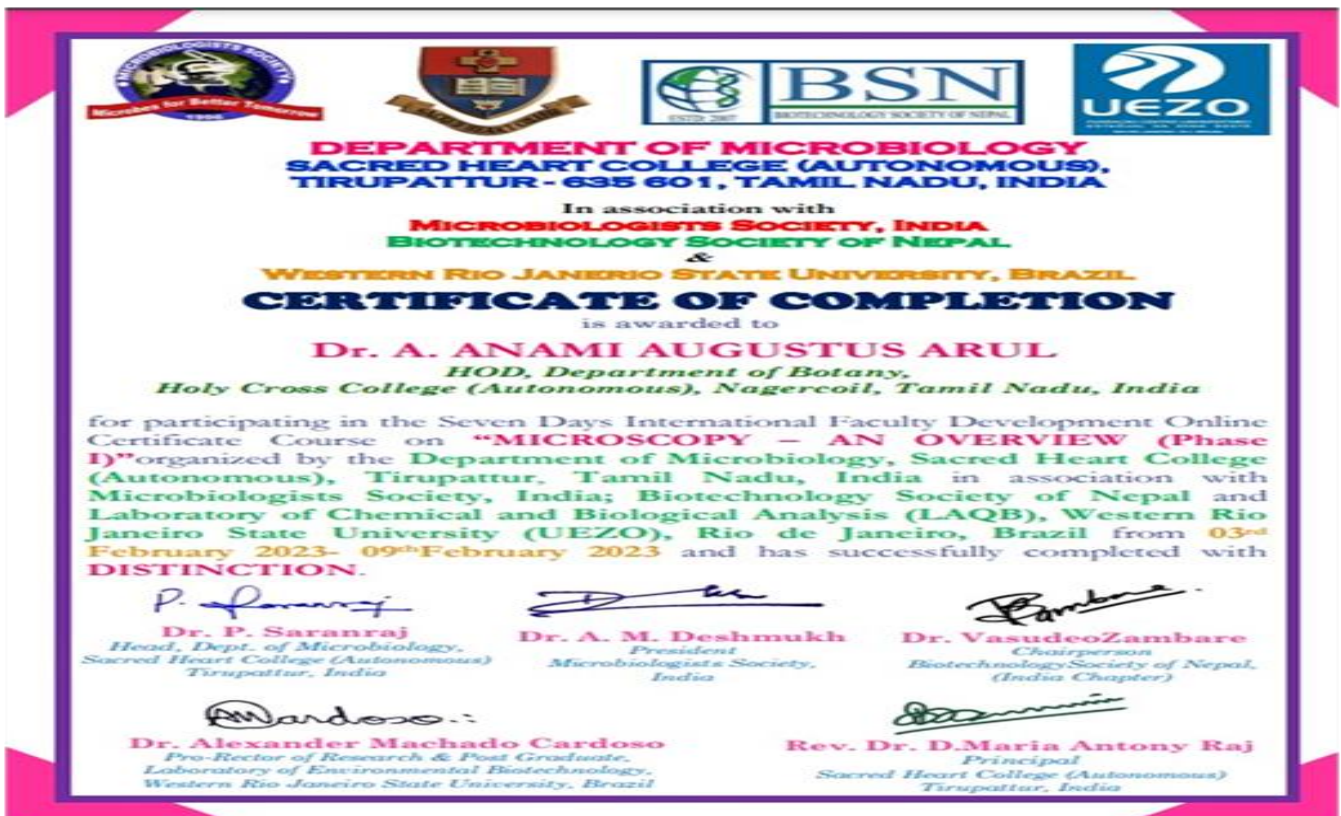 MICROBIOLOGISTS SOCIETY
Microbes for Better Tomorrow
1996
BSN
ESTD: 2007
BIOTECHNOLOGY SOCIETY OF NEPAL
UEZO
DEPARTMENT OF MICROBIOLOGY
SACRED HEART COLLEGE (AUTONOMOUS),
TIRUPATTUR - 635 601, TAMIL NADU, INDIA
In association with
MICROBIOLOGISTS SOCIETY, INDIA
BIOTECHNOLOGY SOCIETY OF NEPAL
&
WESTERN RIO JANERIO STATE UNIVERSITY, BRAZIL
CERTIFICATE OF COMPLETION
is awarded to
Dr. A. ANAMI AUGUSTUS ARUL
HOD, Department of Botany,
Holy Cross College (Autonomous), Nagercoil, Tamil Nadu, India
for participating in the Seven Days International Faculty Development Online
Certificate Course on “MICROSCOPY – AN OVERVIEW (Phase
I)”organized by the Department of Microbiology, Sacred Heart College
(Autonomous), Tirupattur, Tamil Nadu, India in association with
Microbiologists Society, India; Biotechnology Society of Nepal and
Laboratory of Chemical and Biological Analysis (LAQB), Western Rio
Janeiro State University (UEZO), Rio de Janeiro, Brazil from 03rd
February 2023- 09thFebruary 2023 and has successfully completed with
DISTINCTION.
P. Saranraj
Dr. P. Saranraj
Head, Dept. of Microbiology,
Sacred Heart College (Autonomous)
Tirupattur, India
Dr. A. M. Deshmukh
President
Microbiologists Society,
India
Zambare
Dr. VasudeoZambare
Chairperson
BiotechnologySociety of Nepal,
(India Chapter)
AMCardoso
Dr. Alexander Machado Cardoso
Pro-Rector of Research & Post Graduate,
Laboratory of Environmental Biotechnology,
Western Rio Janeiro State University, Brazil
Rev. Dr. D.Maria Antony Raj
Principal
Sacred Heart College (Autonomous)
Tirupattur, India